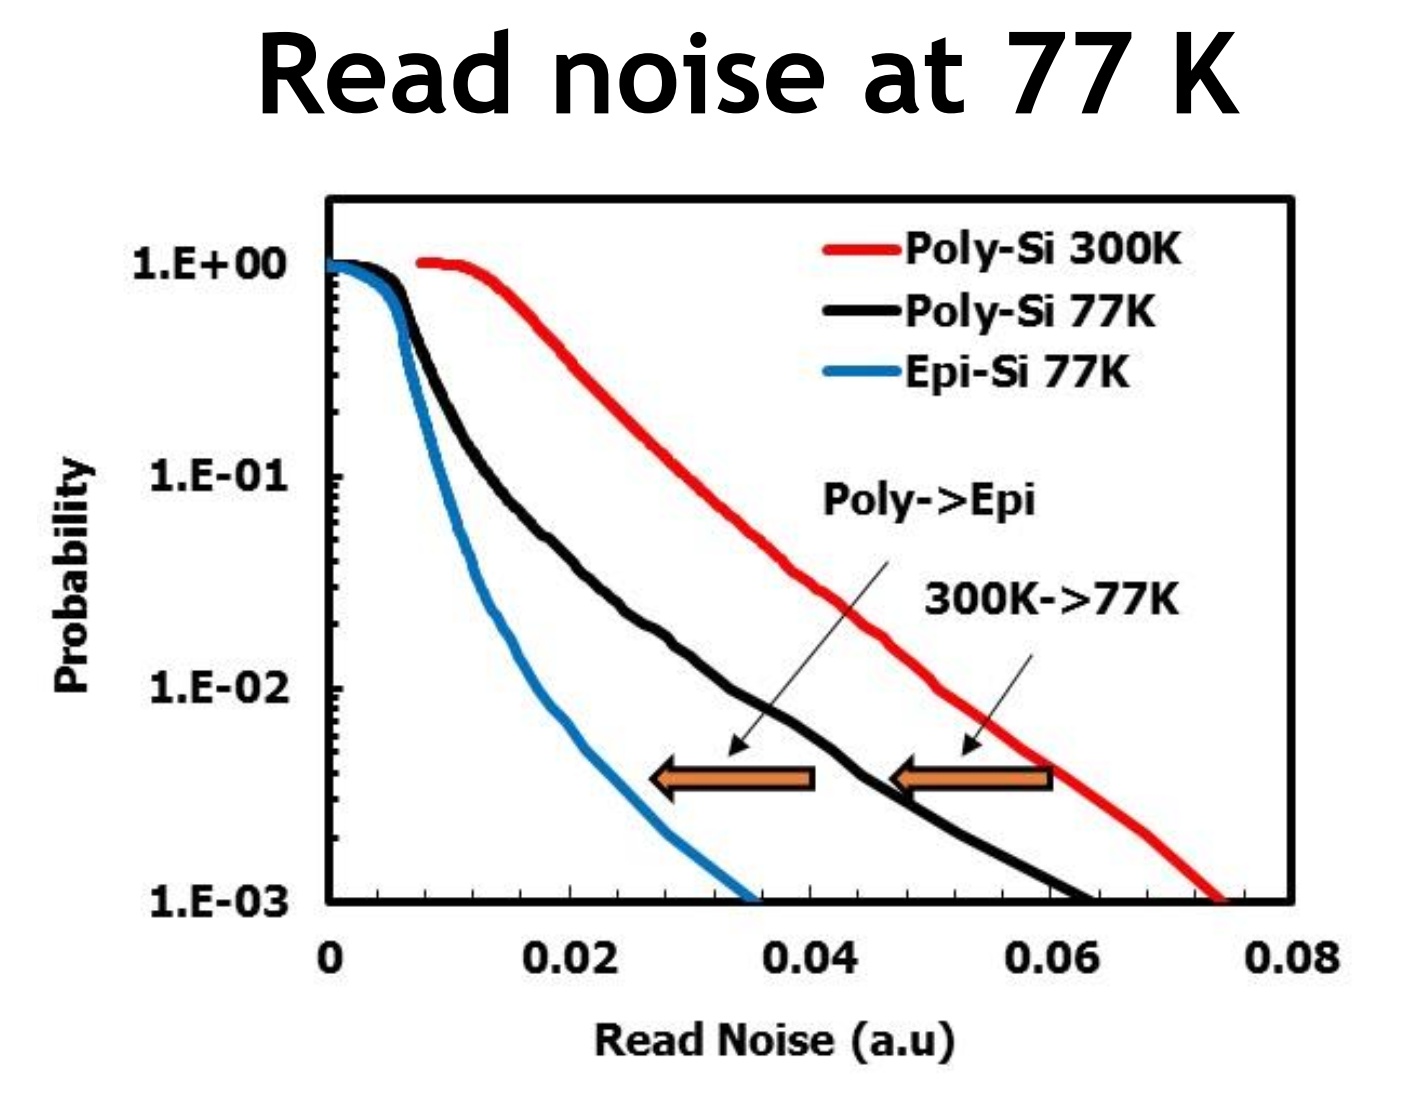 Read noise at 77 K
Poly-Si 300K
Poly-Si 77K
Epi-Si 77K
Poly->Epi
300K->77K
Probability
1.E+00
1.E-01
1.E-02
1.E-03
0 0.02 0.04 0.06 0.08
Read Noise (a.u)